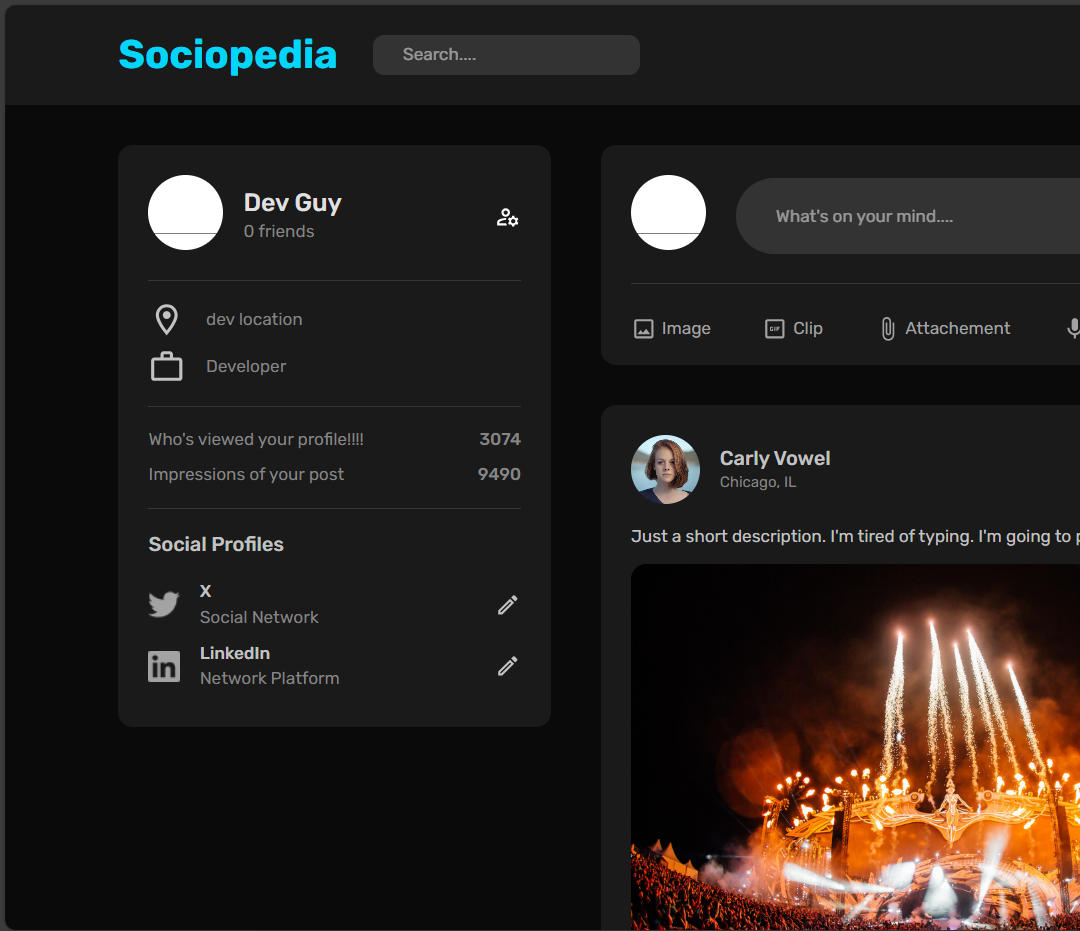 Sociopedia
Search....
Dev Guy
0 friends
dev location
Developer
Who's viewed your profile!!!! 3074
Impressions of your post 9490
Social Profiles
X
Social Network
LinkedIn
Network Platform
What's on your mind....
Image
GIF Clip
Attachement
Carly Vowel
Chicago, IL
Just a short description. I'm tired of typing. I'm going to p